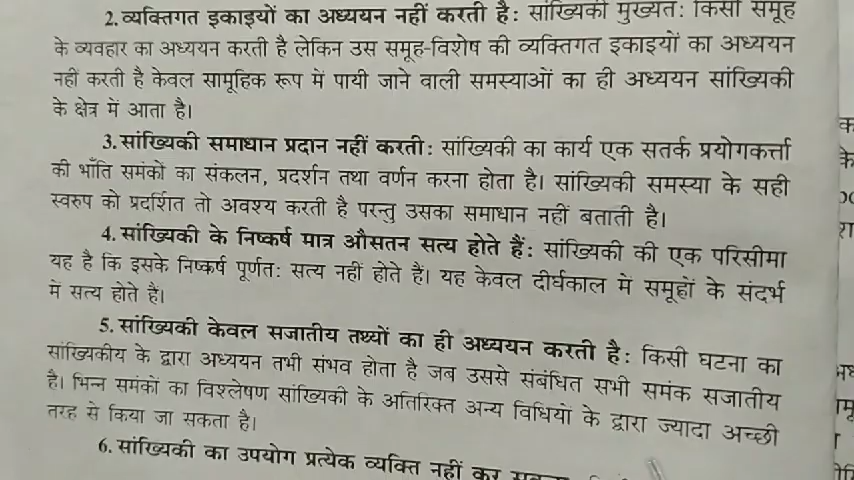 2. व्यक्तिगत इकाइयों का अध्ययन नहीं करती है: सांख्यिकी मुख्यत: किसी समूह
के व्यवहार का अध्ययन करती है लेकिन उस समूह-विशेष की व्यक्तिगत इकाइयों का अध्ययन
नहीं करती है केवल सामूहिक रूप में पायी जाने वाली समस्याओं का ही अध्ययन सांख्यिकी
के क्षेत्र में आता है।
3. सांख्यिकी समाधान प्रदान नहीं करती: सांख्यिकी का कार्य एक सतर्क प्रयोगकर्त्ता
की भाँति समंकों का संकलन, प्रदर्शन तथा वर्णन करना होता है। सांख्यिकी समस्या के सही
स्वरुप को प्रदर्शित तो अवश्य करती है परन्तु उसका समाधान नहीं बताती है।
4. सांख्यिकी के निष्कर्ष मात्र औसतन सत्य होते हैं: सांख्यिकी की एक परिसीमा
यह है कि इसके निष्कर्ष पूर्णत: सत्य नहीं होते हैं। यह केवल दीर्घकाल में समूहों के संदर्भ
में सत्य होते है।
5. सांख्यिकी केवल सजातीय तथ्यों का ही अध्ययन करती है: किसी घटना का
सांख्यिकीय के द्वारा अध्ययन तभी संभव होता है जब उससे संबंधित सभी समंक सजातीय
है। भिन्न समंकों का विश्लेषण सांख्यिकी के अतिरिक्त अन्य विधियों के द्वारा ज्यादा अच्छी
तरह से किया जा सकता है।
6. सांख्यिकी का उपयोग प्रत्येक व्यक्ति नहीं कर